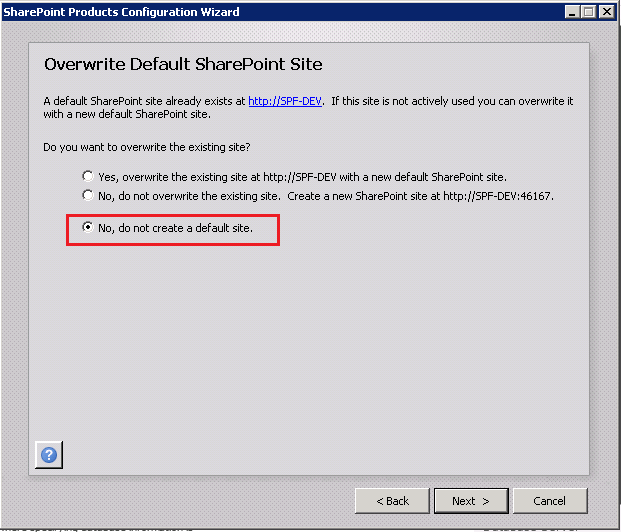 SharePoint Products Configuration Wizard
Overwrite Default SharePoint Site
A default SharePoint site already exists at http://SPF-DEV. If this site is not actively used you can overwrite it
with a new default SharePoint site.
Do you want to overwrite the existing site?
Yes, overwrite the existing site at http://SPF-DEV with a new default SharePoint site.
No, do not overwrite the existing site. Create a new SharePoint site at http://SPF-DEV:46167.
No, do not create a default site.
?
< Back
Next >
Cancel